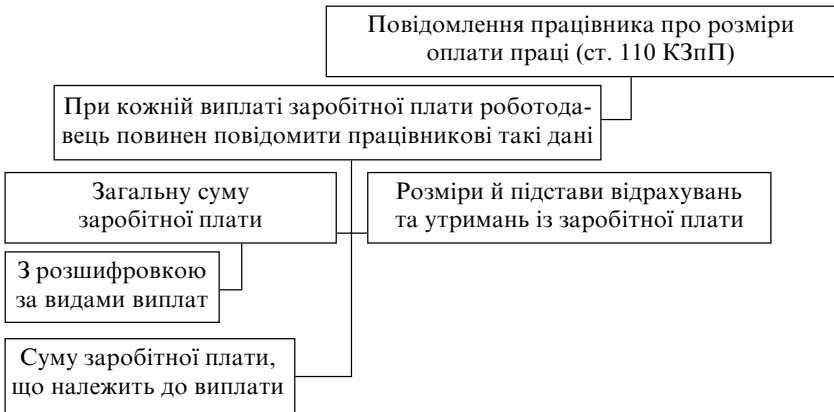 Повідомлення працівника про розміри
оплати праці (ст. 110 КЗпП)
При кожній виплаті заробітної плати роботода-
вець повинен повідомити працівникові такі дані
Загальну суму
заробітної плати
Розміри й підстави відрахувань
та утримань із заробітної плати
З розшифровкою
за видами виплат
Суму заробітної плати,
що належить до виплати